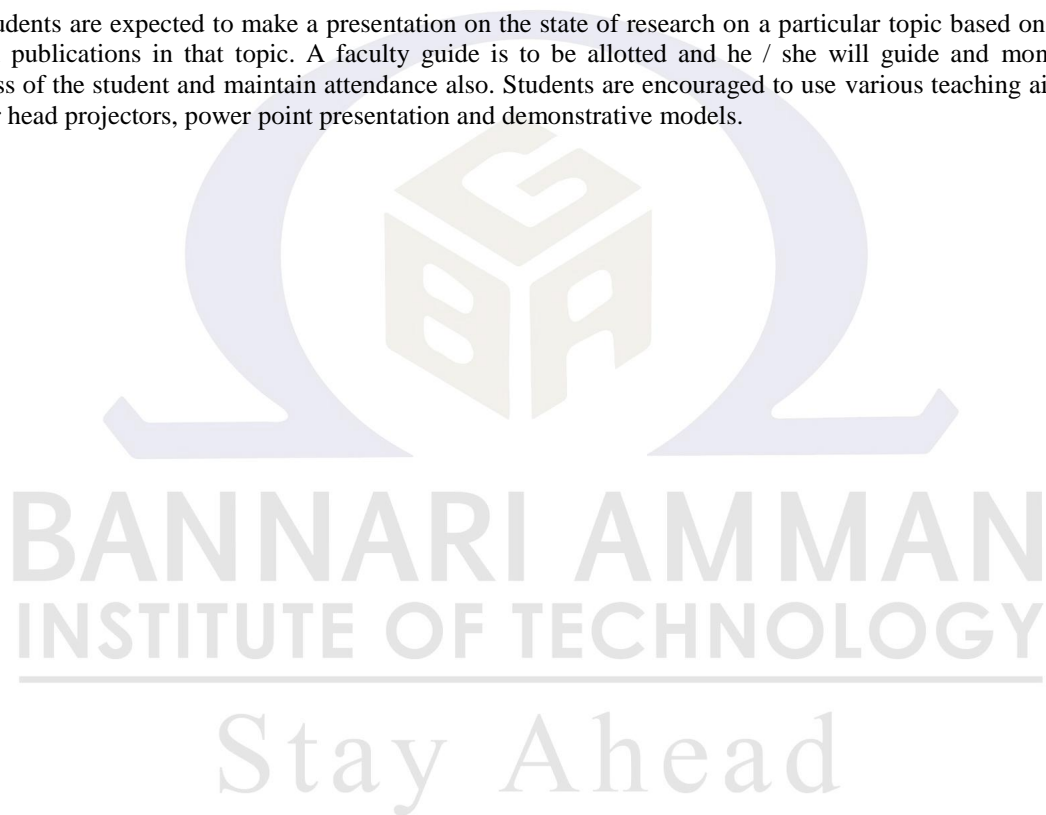 udents are expected to make a presentation on the state of research on a particular topic based on
publications in that topic. A faculty guide is to be allotted and he / she will guide and mon
ss of the student and maintain attendance also. Students are encouraged to use various teaching ai
head projectors, power point presentation and demonstrative models.
G
B A
BANNARI AMMAN
INSTITUTE OF TECHNOLOGY
Stay Ahead